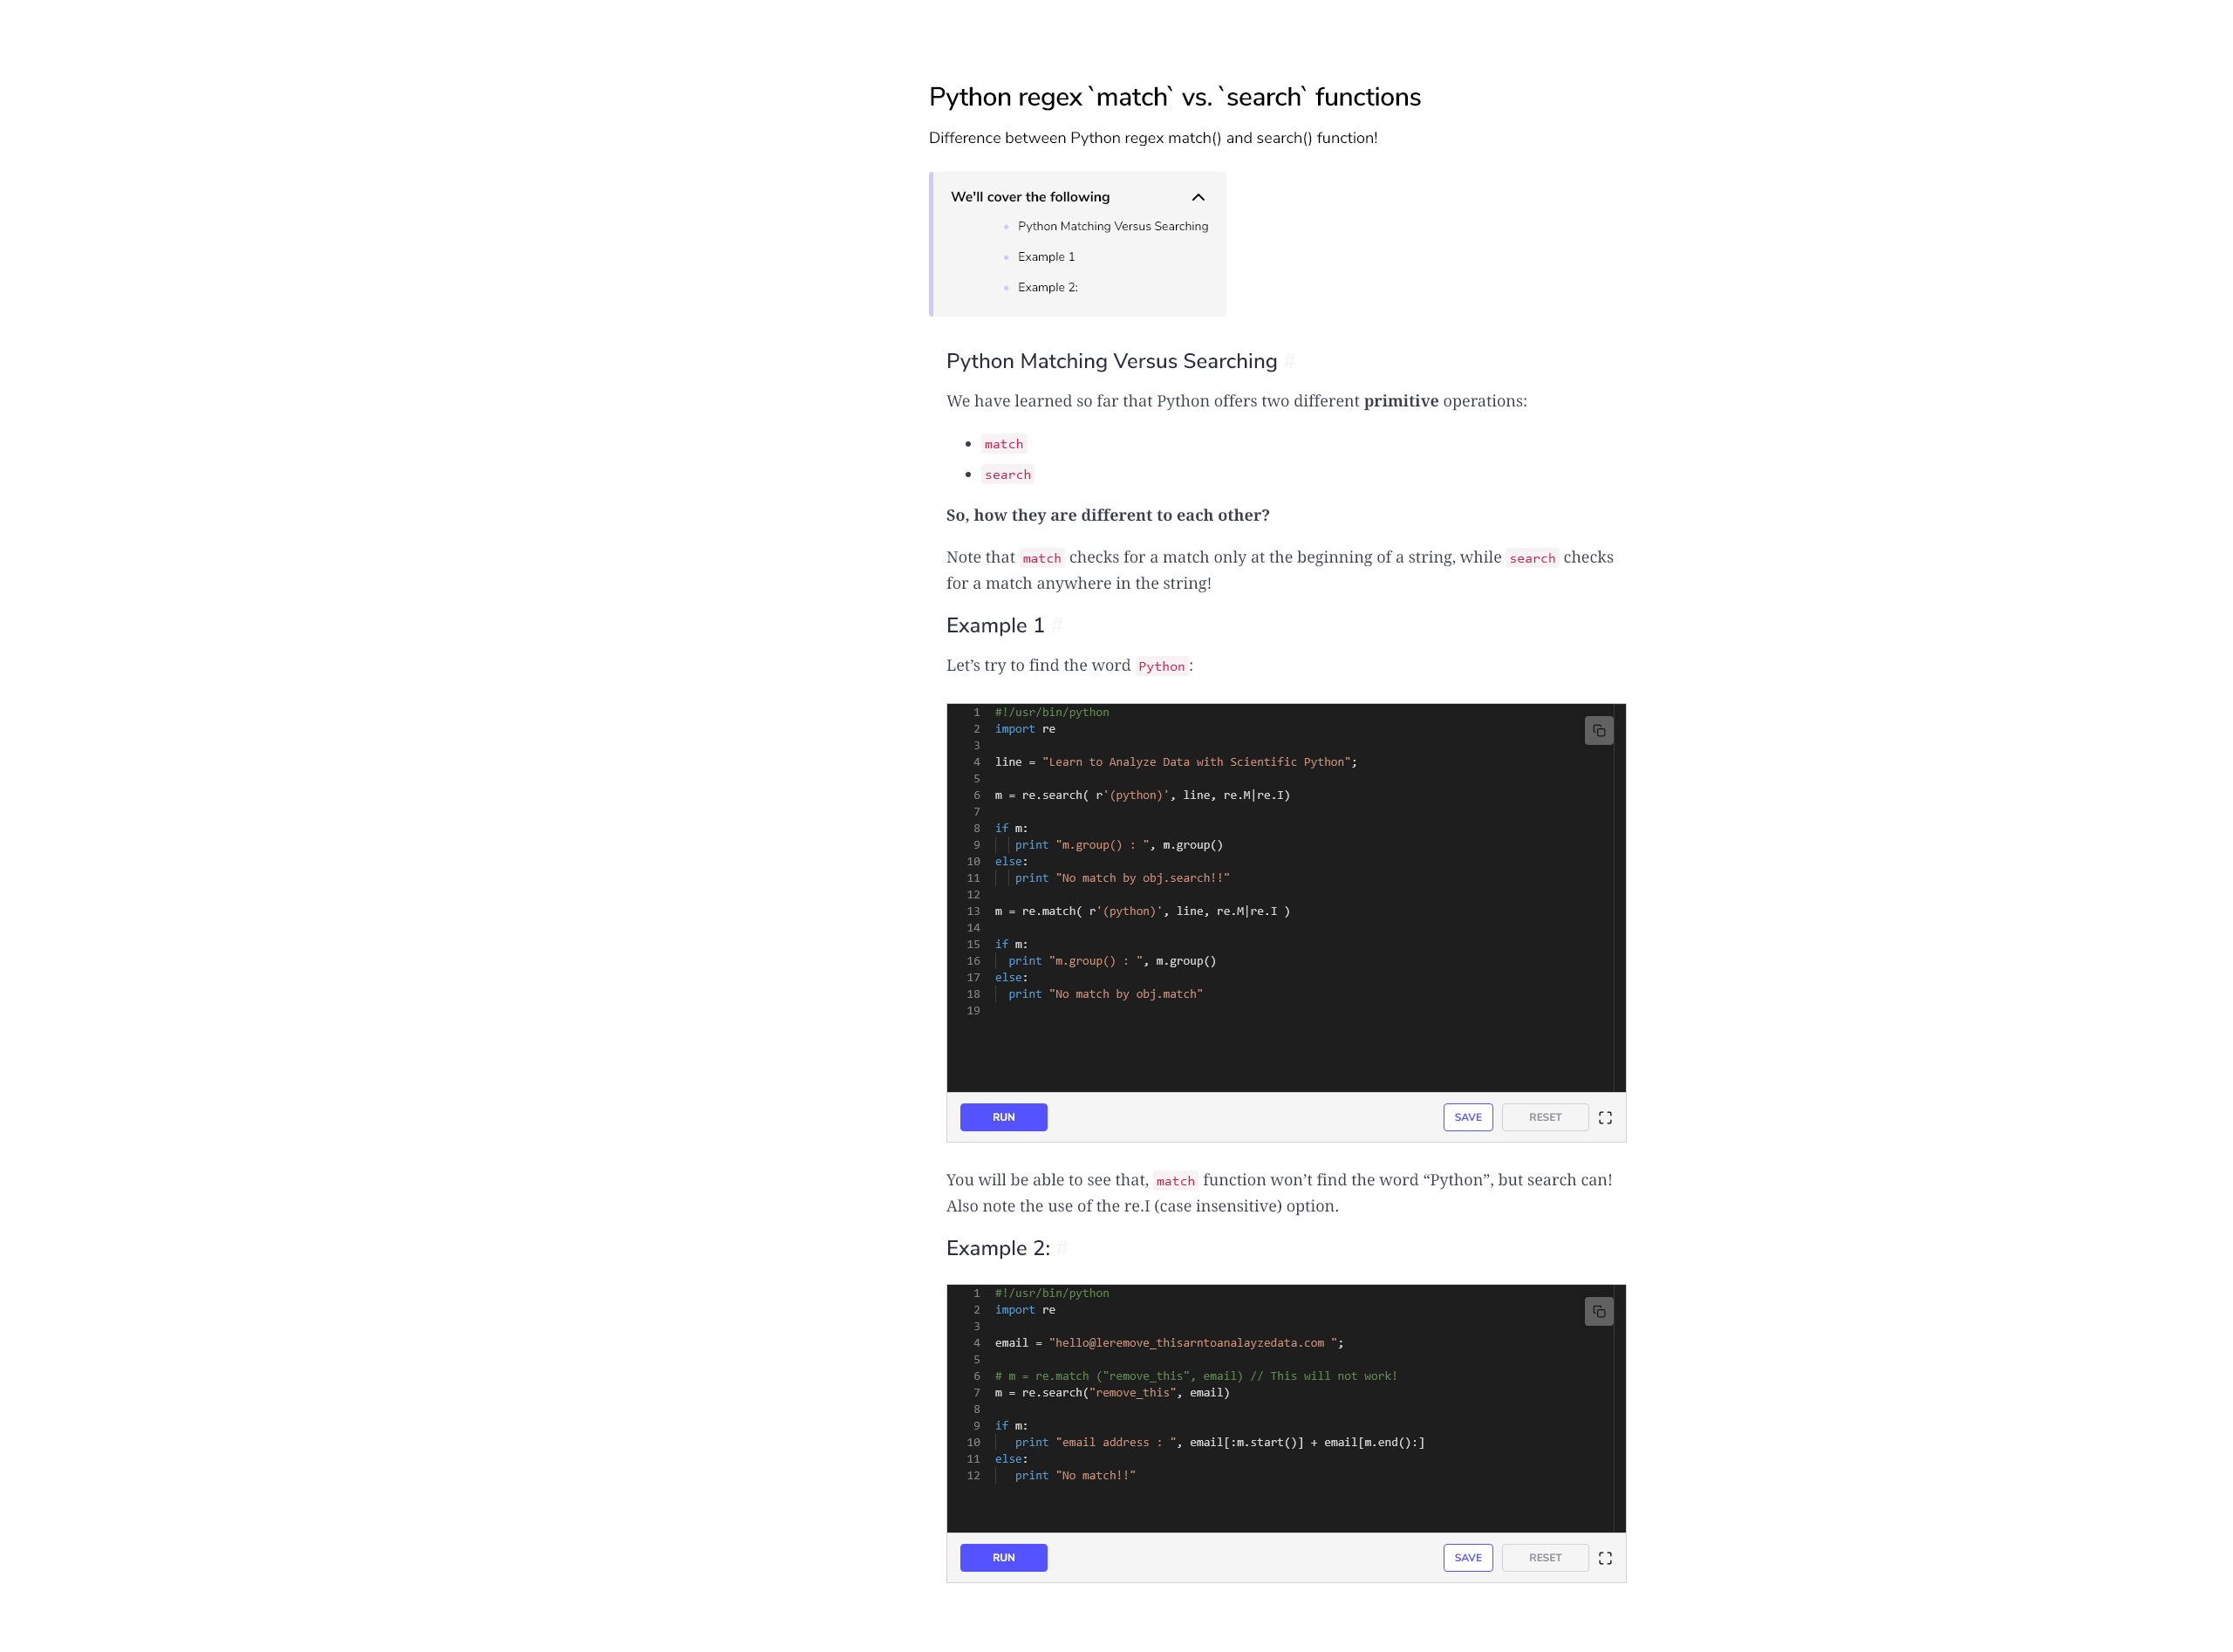 Python regex `match` vs. `search` functions
Difference between Python regex match() and search() function!
We'll cover the following
Python Matching Versus Searching
Example 1
Example 2:
Python Matching Versus Searching #
We have learned so far that Python offers two different primitive operations:
match
search
So, how they are different to each other?
Note that match checks for a match only at the beginning of a string, while search checks
for a match anywhere in the string!
Example 1 #
Let’s try to find the word Python:
1 #!/usr/bin/python
2 import re
3
4 line = "Learn to Analyze Data with Scientific Python";
5
6 m = re.search( r'(python)', line, re.M|re.I)
7
8 if m:
9    print "m.group() : ", m.group()
10 else:
11    print "No match by obj.search!!"
12
13 m = re.match( r'(python)', line, re.M|re.I )
14
15 if m:
16   print "m.group() : ", m.group()
17 else:
18   print "No match by obj.match"
19
RUN
SAVE
RESET
You will be able to see that, match function won’t find the word “Python”, but search can!
Also note the use of the re.I (case insensitive) option.
Example 2: #
1 #!/usr/bin/python
2 import re
3
4 email = "hello@leremove_thisarntoanalayzedata.com ";
5
6 # m = re.match ("remove_this", email) // This will not work!
7 m = re.search("remove_this", email)
8
9 if m:
10    print "email address : ", email[:m.start()] + email[m.end():]
11 else:
12    print "No match!!"
RUN
SAVE
RESET